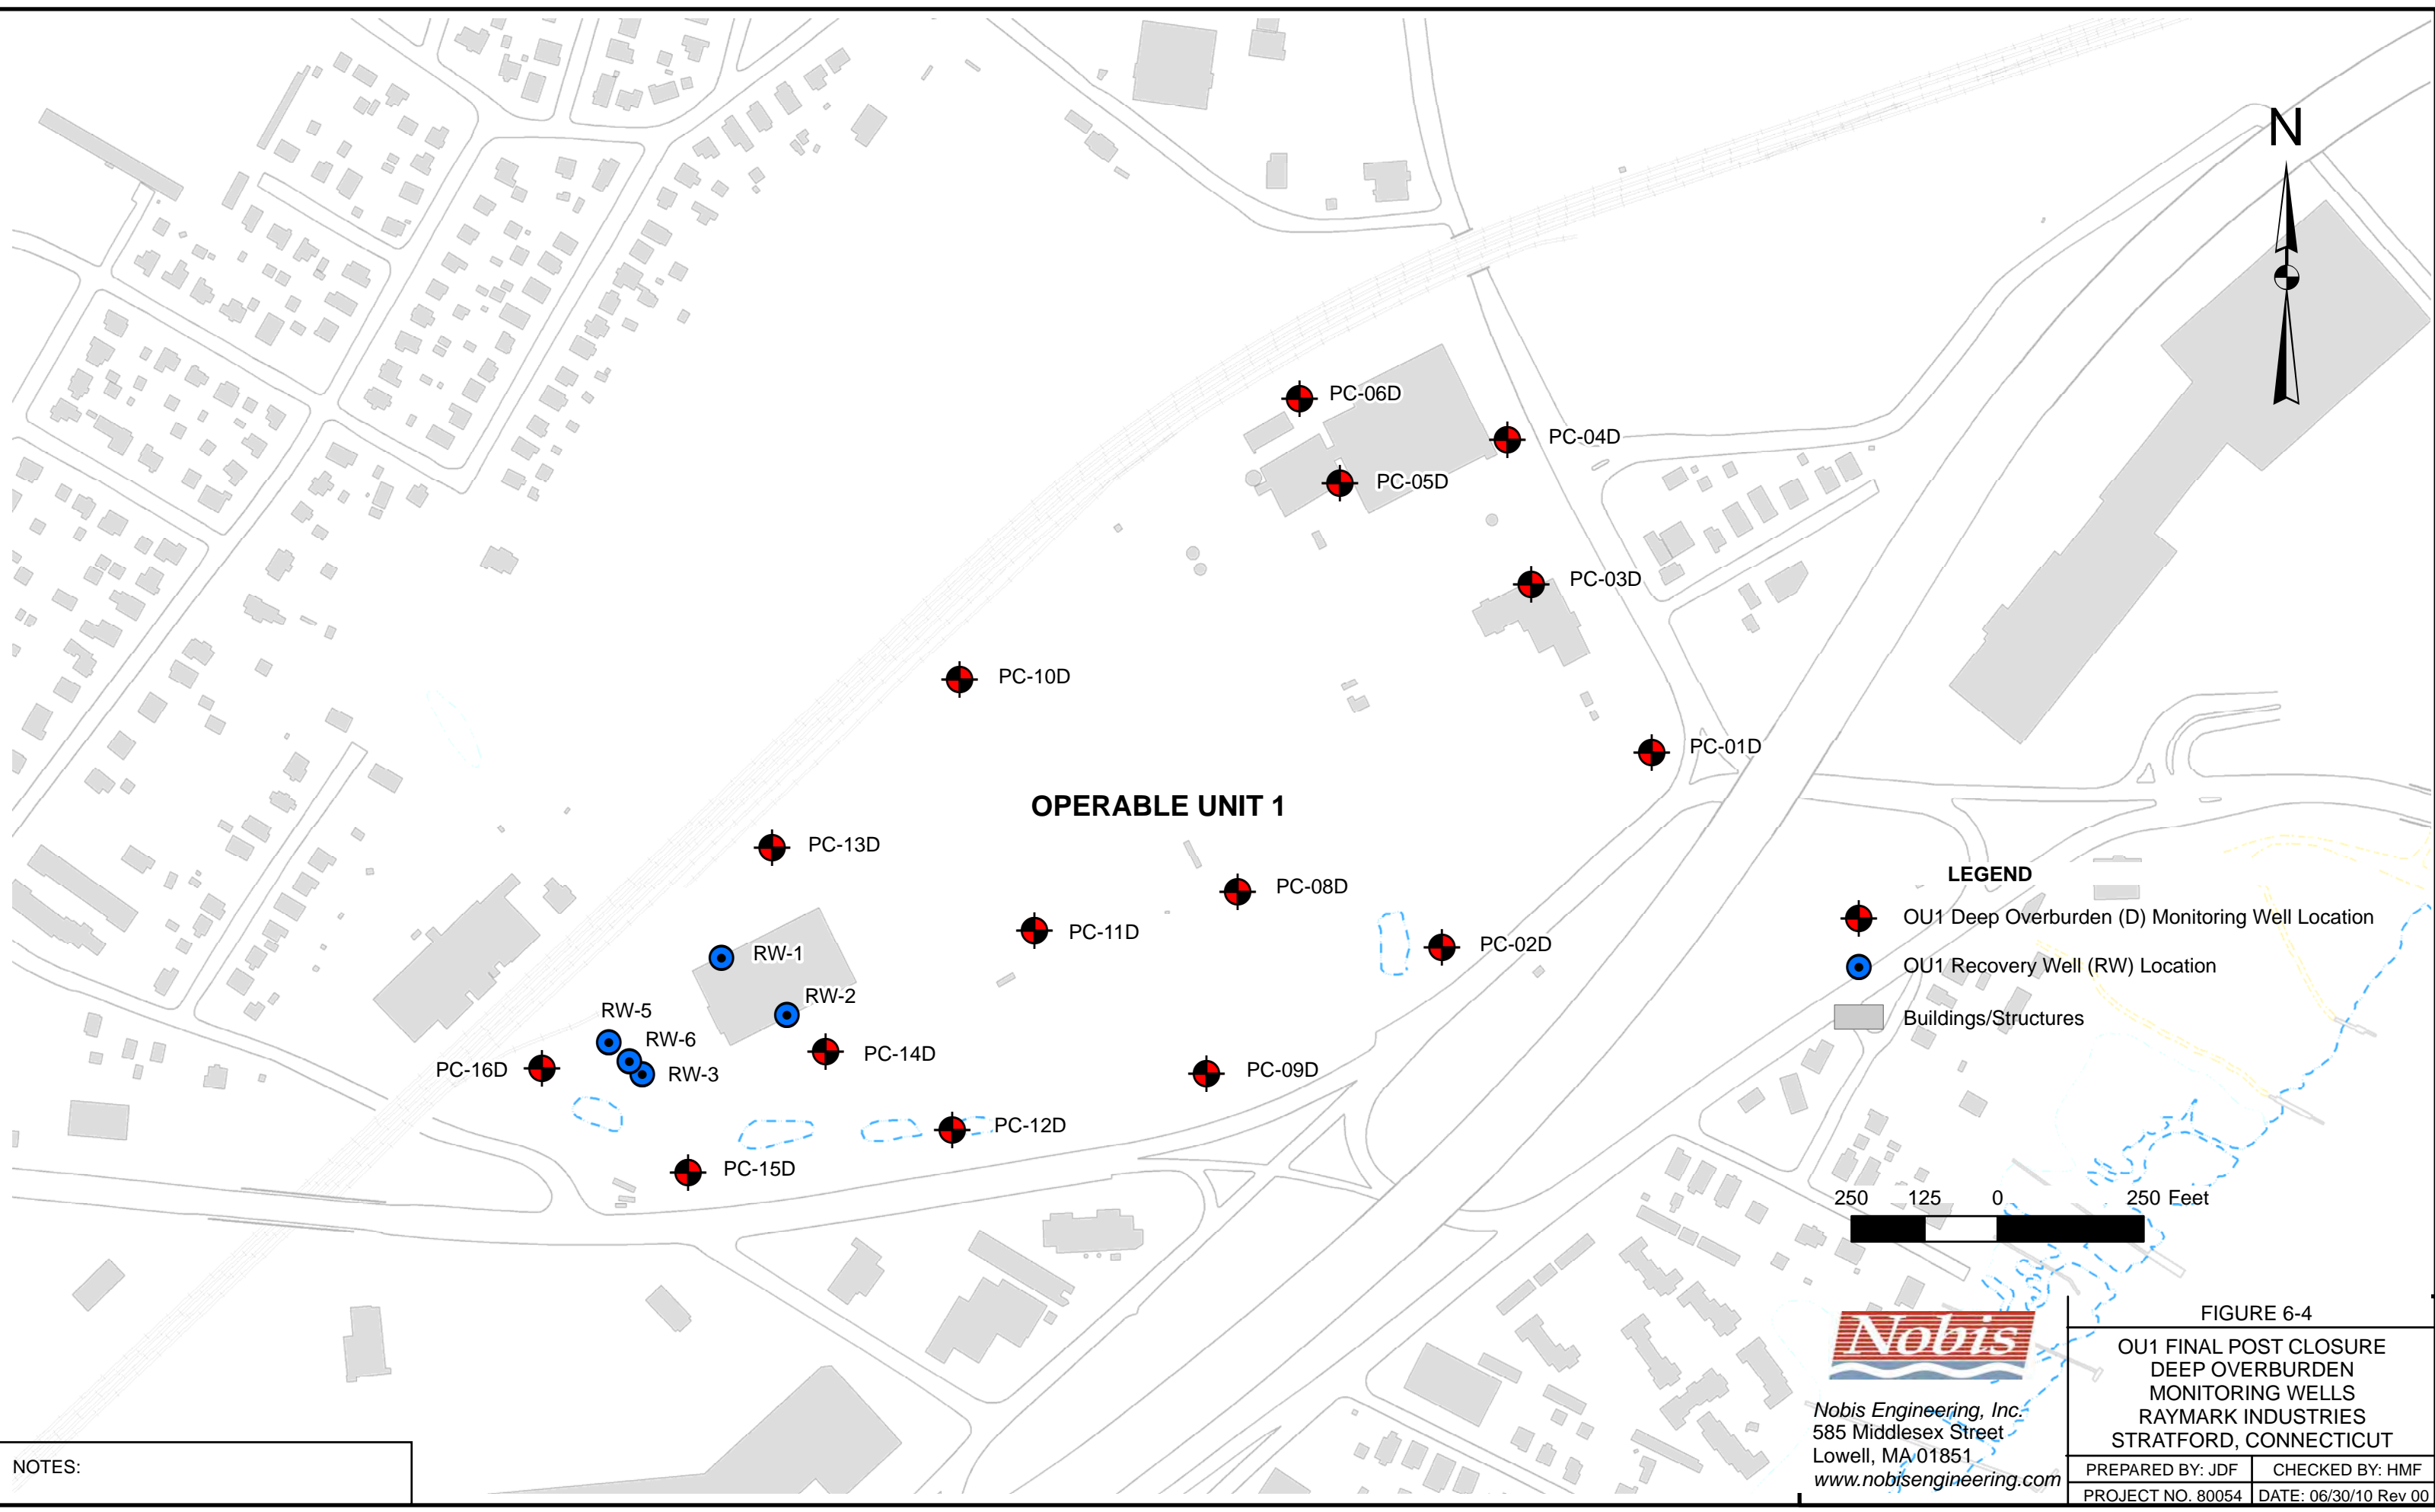 N
PC-06D
PC-04D
PC-05D
PC-03D
PC-10D
PC-01D
OPERABLE UNIT 1
PC-13D
PC-08D
PC-11D
PC-02D
RW-1
RW-2
RW-5
RW-6
PC-14D
PC-16D
RW-3
PC-09D
PC-12D
PC-15D
LEGEND
OU1 Deep Overburden (D) Monitoring Well Location
OU1 Recovery Well (RW) Location
Buildings/Structures
250 125 0 250 Feet
Nobis
Nobis Engineering, Inc.
585 Middlesex Street
Lowell, MA 01851
www.nobisengineering.com
FIGURE 6-4
OU1 FINAL POST CLOSURE
DEEP OVERBURDEN
MONITORING WELLS
RAYMARK INDUSTRIES
STRATFORD, CONNECTICUT
PREPARED BY: JDF CHECKED BY: HMF
PROJECT NO. 80054 DATE: 06/30/10 Rev 00
NOTES: